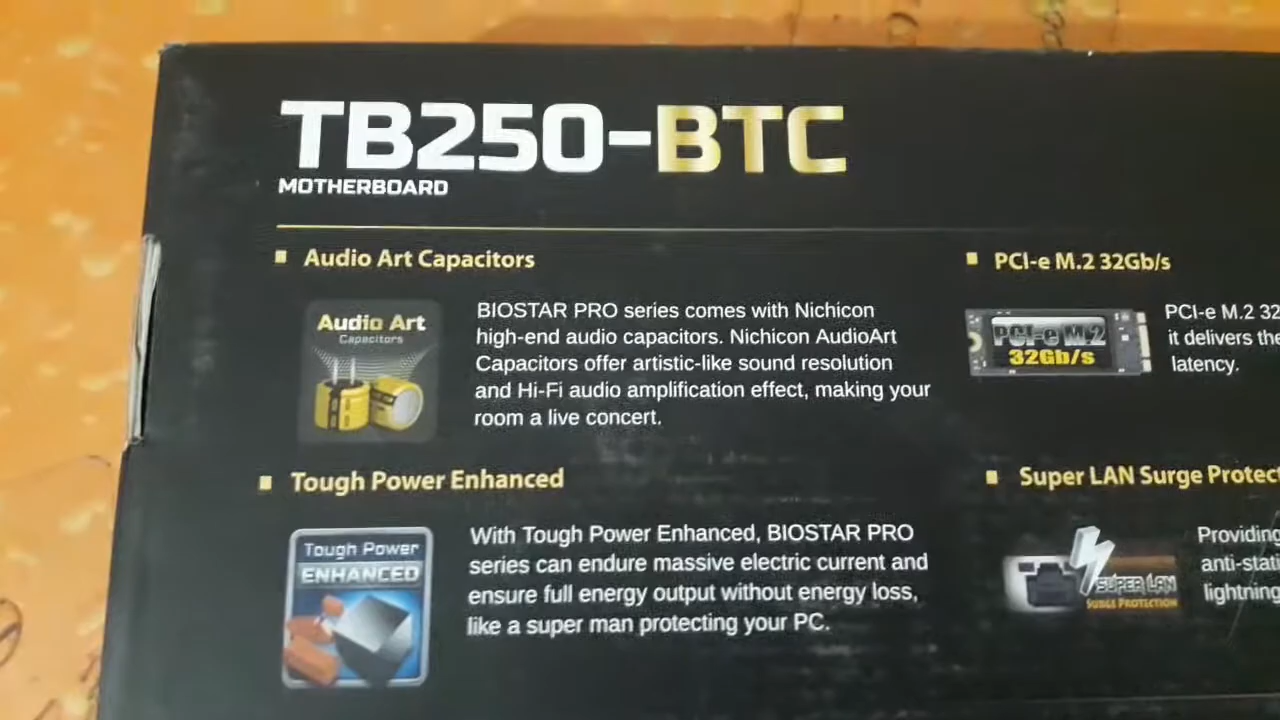 TB250-BTC
MOTHERBOARD
Audio Art Capacitors
Audio Art
Capacitors
BIOSTAR PRO series comes with Nichicon
high-end audio capacitors. Nichicon AudioArt
Capacitors offer artistic-like sound resolution
and Hi-Fi audio amplification effect, making your
room a live concert.
PCI-e M.2 32Gb/s
PCI-e M.2
32Gb/s
PCI-e M.2 32
it delivers the
latency.
Tough Power Enhanced
Tough Power
ENHANCED
With Tough Power Enhanced, BIOSTAR PRO
series can endure massive electric current and
ensure full energy output without energy loss,
like a super man protecting your PC.
Super LAN Surge Protect
SUPER LAN
SURGE PROTECTION
Providing
anti-stati
lightning